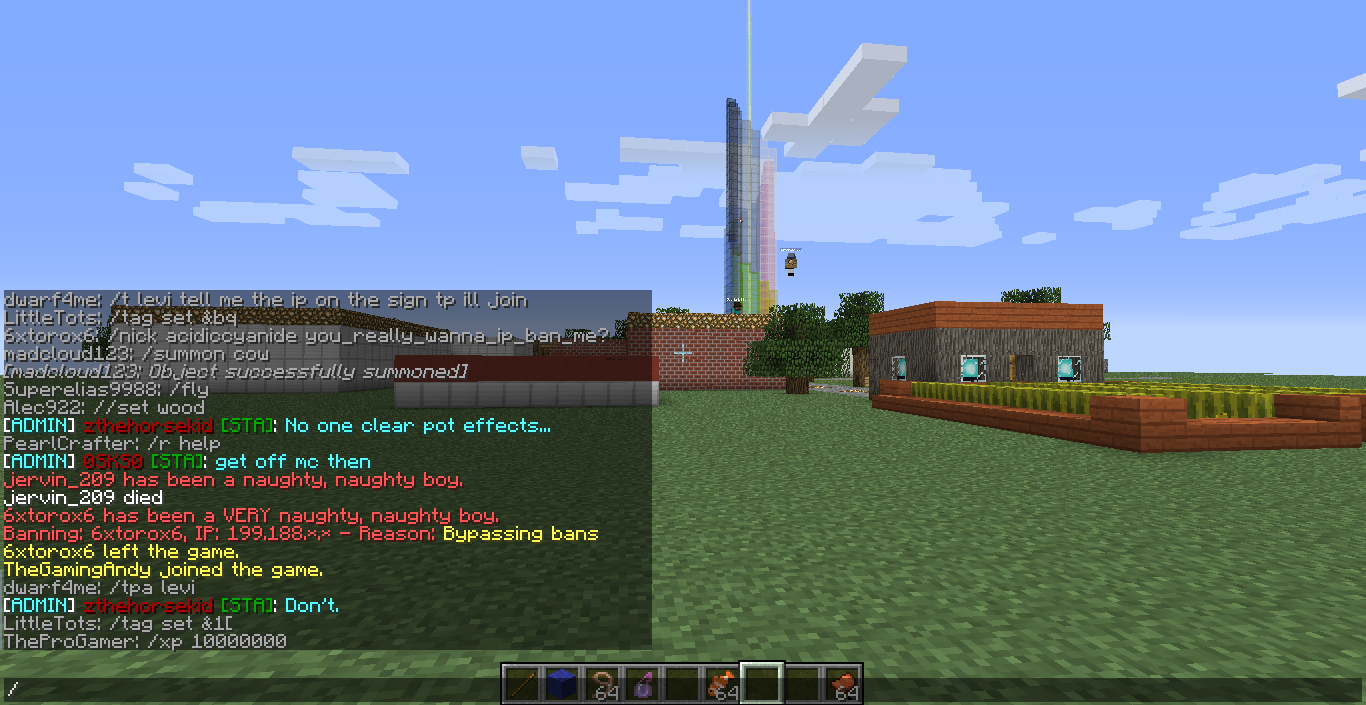 dwarf4me: /t levi tell me the ip on the sign tp ill .join
LittleTots: /tag set &bq
6xtorox6: /nick acidiccyanide you_really_wanna_ip_ban_me?
madcloud123: /summon cow
[madcloud123: Object successfully summoned]
Superelias9988: /fly
Alec922: //set wood
[ADMIN] zthehorsekid [STA]: No one clear pot effects...
PearlCrafter: /r help
[ADMIN] 05K50 [STA]: get off mc then
jervin_209 has been a naughty, naughty boy.
jervin_209 died
6xtorox6 has been a VERY naughty, naughty boy.
Banning: 6xtorox6, IP: 199.188.×.× - Reason: Bypassing bans
6xtorox6 left the game.
TheGamingAndy joined the game.
dwarf4me: /tpa levi
[ADMIN] zthehorsekid [STA]: Don't.
LittleTots: /tag set &1[
TheProGamer: /xp 10000000
/
64 64 64